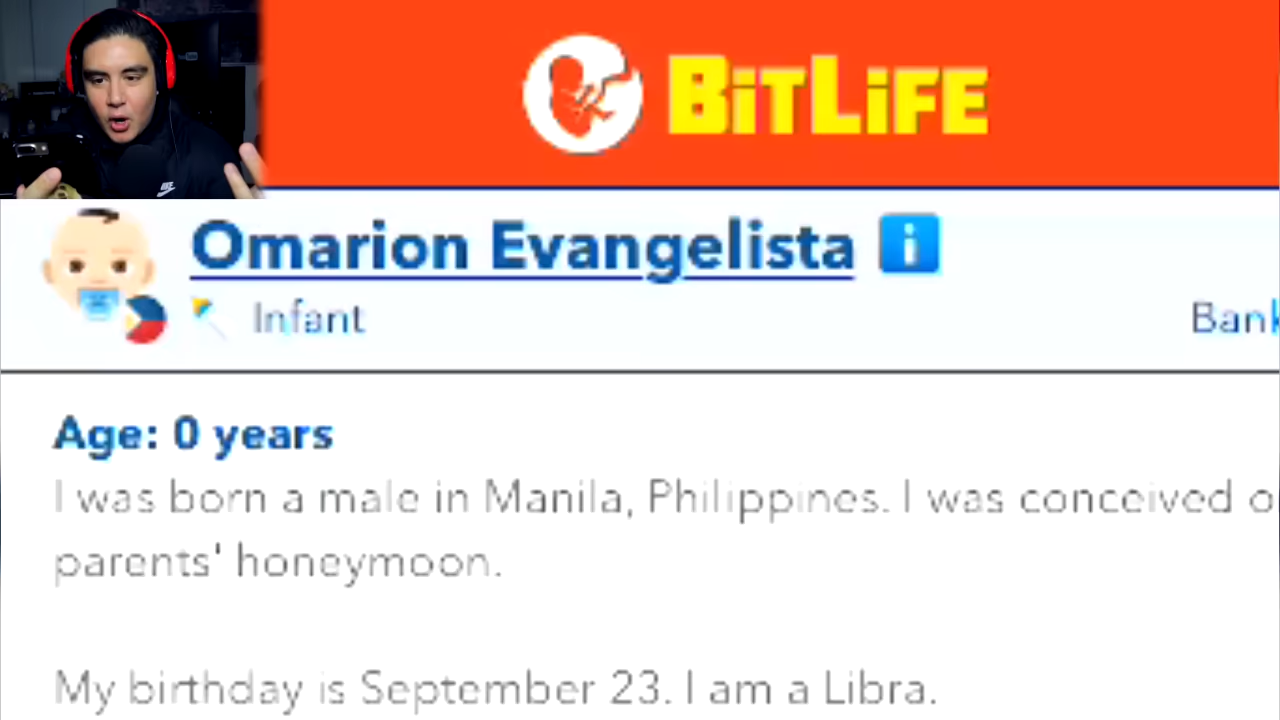 BITLIFE
Omarion Evangelista
Infant
Bank
Age: 0 years
I was born a male in Manila, Philippines. I was conceived o
parents' honeymoon.
My birthday is September 23. I am a Libra.